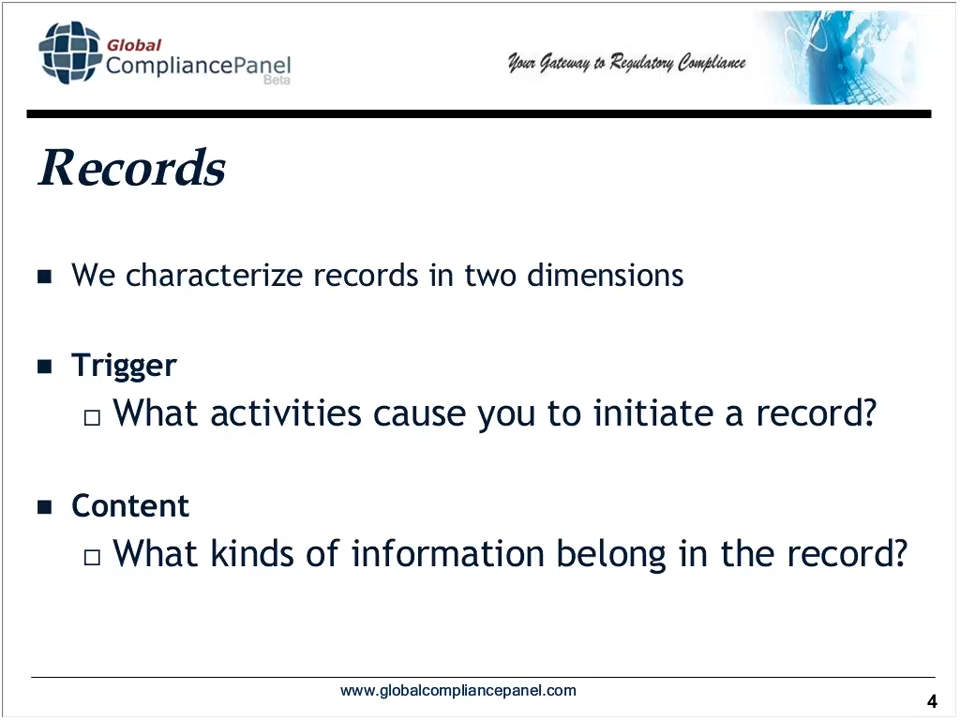 Global
CompliancePanel
Beta
Your Gateway to Regulatory Compliance
Records
We characterize records in two dimensions
Trigger
What activities cause you to initiate a record?
Content
What kinds of information belong in the record?
www.globalcompliancepanel.com
4